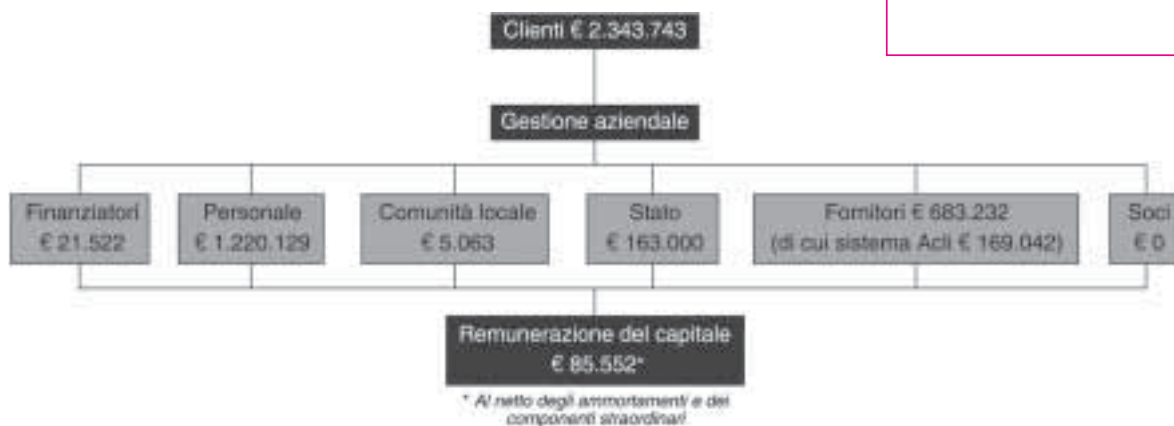 Clienti € 2.343.743
Gestione aziendale
Finanziatori
€ 21.522
Personale
€ 1.220.129
Comunità locale
€ 5.063
Stato
€ 163.000
Fornitori € 683.232
(di cui sistema Acli € 169.042)
Soci
€ 0
Remunerazione del capitale
€ 85.552*
* Al netto degli ammortamenti e dei
componenti straordinari